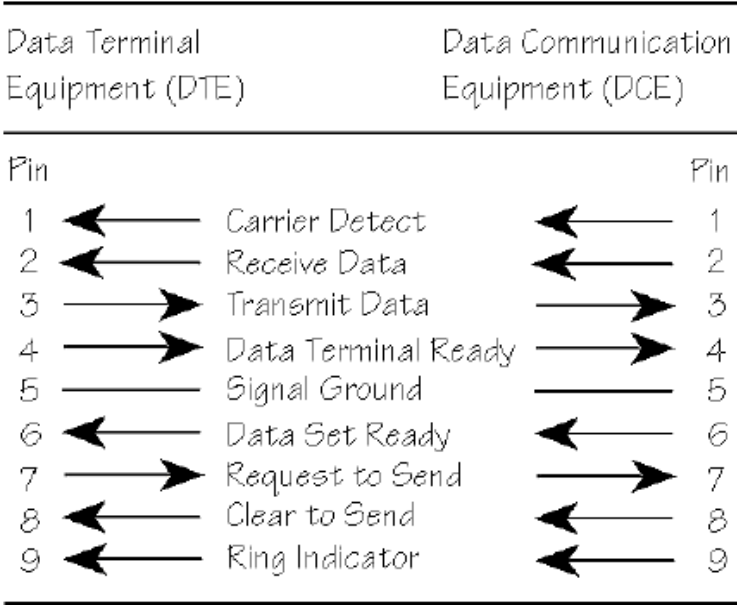 Data Terminal Data Communication
Equipment (DTE) Equipment (DCE)
Pin Pin
1 Carrier Detect 1
2 Receive Data 2
3 Transmit Data 3
4 Data Terminal Ready 4
5 Signal Ground 5
6 Data Set Ready 6
7 Request to Send 7
8 Clear to Send 8
9 Ring Indicator 9